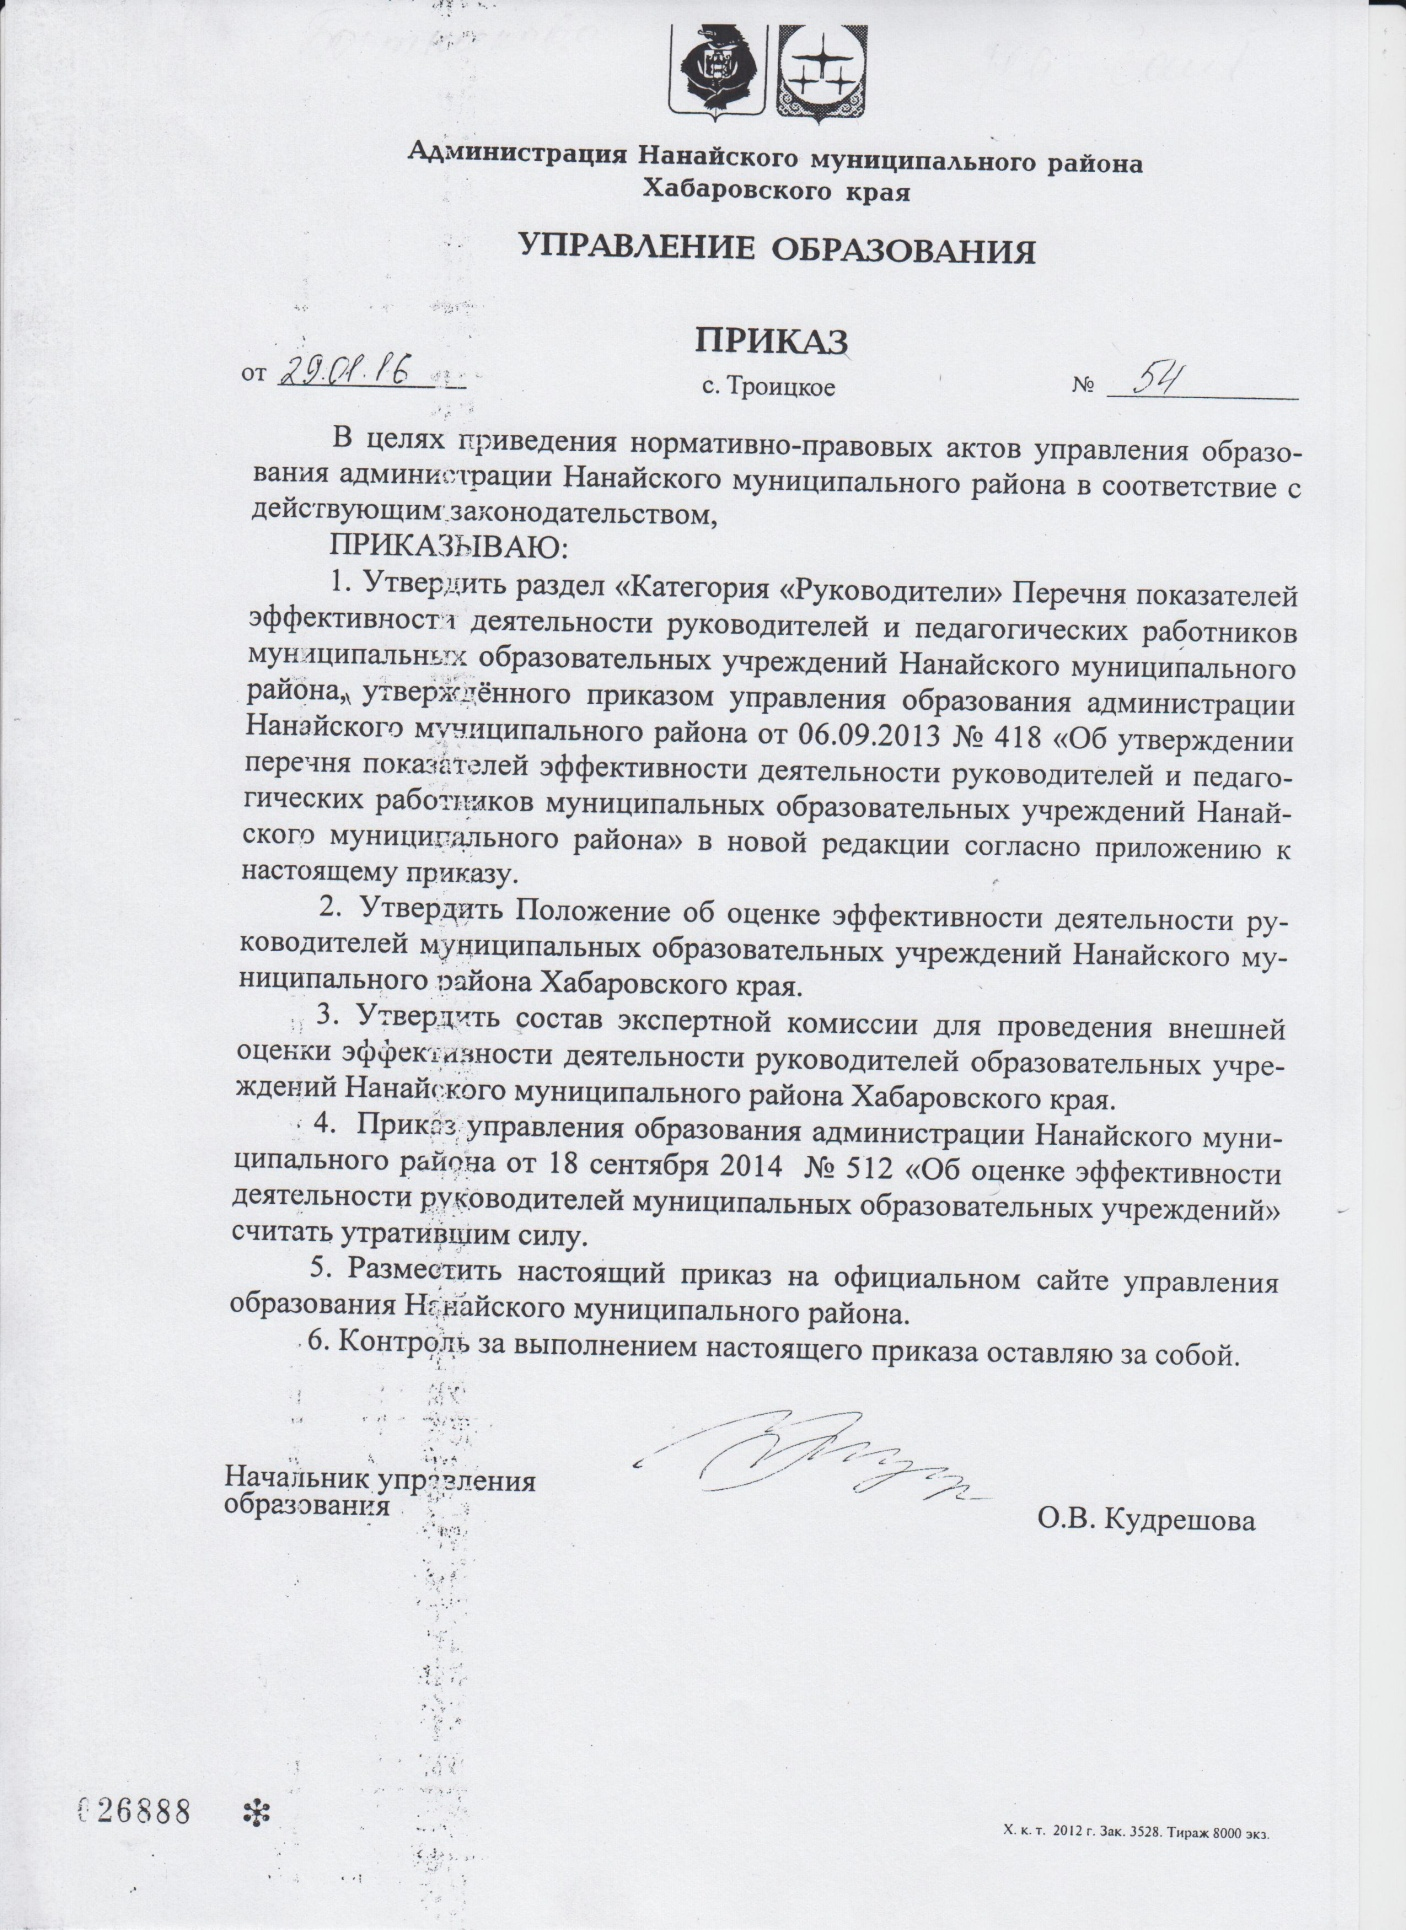 Администрация Нанайского муниципального района
Хабаровского края
УПРАВЛЕНИЕ ОБРАЗОВАНИЯ
ПРИКАЗ
от 29.01.16
с. Троицкое
№ 54
В целях приведения нормативно-правовых актов управления образо-
вания администрации Нанайского муниципального района в соответствие с
действующим законодательством,
ПРИКАЗЫВАЮ:
1. Утвердить раздел «Категория «Руководители» Перечня показателей
эффективности деятельности руководителей и педагогических работников
муниципальных образовательных учреждений Нанайского муниципального
района, утверждённого приказом управления образования администрации
Нанайского муниципального района от 06.09.2013 № 418 «Об утверждении
перечня показателей эффективности деятельности руководителей и педаго-
гических работников муниципальных образовательных учреждений Нанай-
ского муниципального района» в новой редакции согласно приложению к
настоящему приказу.
2. Утвердить Положение об оценке эффективности деятельности ру-
ководителей муниципальных образовательных учреждений Нанайского му-
ниципального района Хабаровского края.
3. Утвердить состав экспертной комиссии для проведения внешней
оценки эффективности деятельности руководителей образовательных учре-
ждений Нанайского муниципального района Хабаровского края.
4. Приказ управления образования администрации Нанайского муни-
ципального района от 18 сентября 2014 № 512 «Об оценке эффективности
деятельности руководителей муниципальных образовательных учреждений»
считать утратившим силу.
5. Разместить настоящий приказ на официальном сайте управления
образования Нанайского муниципального района.
6. Контроль за выполнением настоящего приказа оставляю за собой.
Начальник управления
образования
О.В. Кудрешова
026888
Х. к. т. 2012 г. Зак. 3528. Тираж 8000 экз.